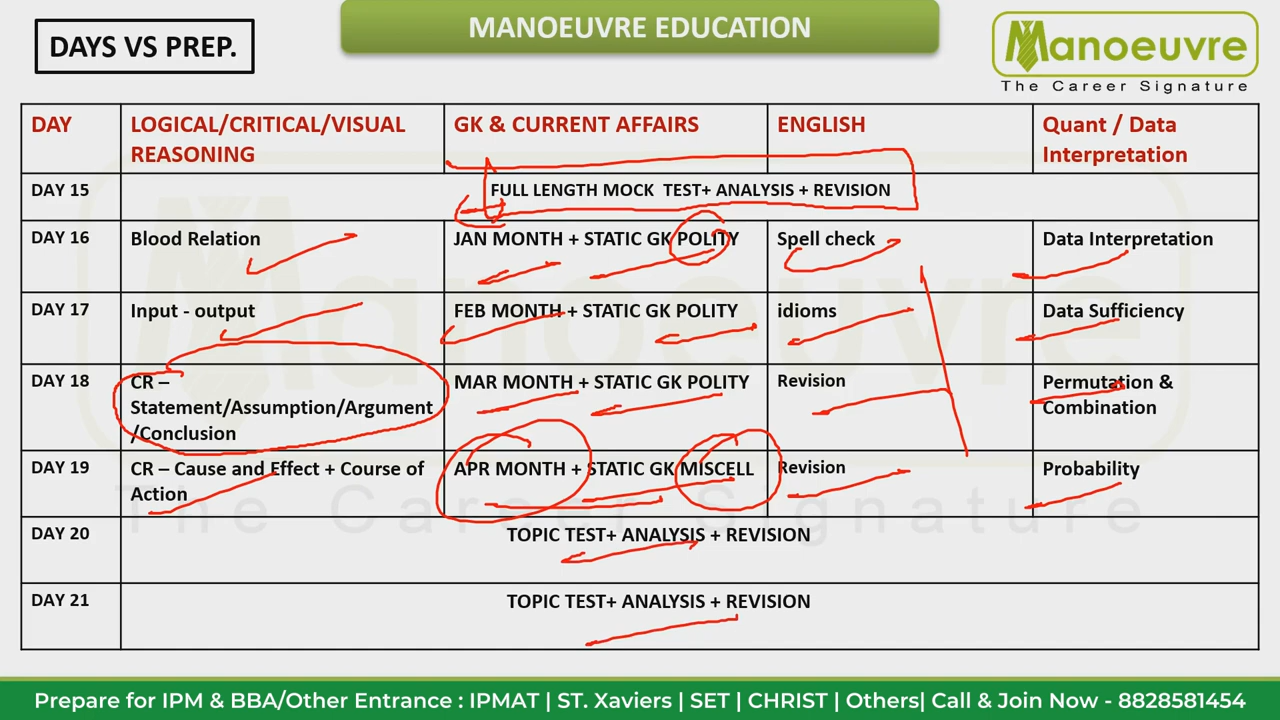 DAYS VS PREP.
MANOEUVRE EDUCATION
Manoeuvre
The Career Signature
DAY
LOGICAL/CRITICAL/VISUAL
REASONING
GK & CURRENT AFFAIRS
ENGLISH
Quant / Data
Interpretation
DAY 15
FULL LENGTH MOCK TEST+ ANALYSIS + REVISION
DAY 16
Blood Relation
JAN MONTH + STATIC GK POLITY
Spell check
Data Interpretation
DAY 17
Input - output
FEB MONTH + STATIC GK POLITY
idioms
Data Sufficiency
DAY 18
CR –
Statement/Assumption/Argument
/Conclusion
MAR MONTH + STATIC GK POLITY
Revision
Permutation &
Combination
DAY 19
CR – Cause and Effect + Course of
Action
APR MONTH + STATIC GK MISCELL
Revision
Probability
DAY 20
TOPIC TEST+ ANALYSIS + REVISION
DAY 21
TOPIC TEST+ ANALYSIS + REVISION
Manoeuvre
The Career Signature
Prepare for IPM & BBA/Other Entrance : IPMAT | ST. Xaviers | SET | CHRIST | Others| Call & Join Now - 8828581454